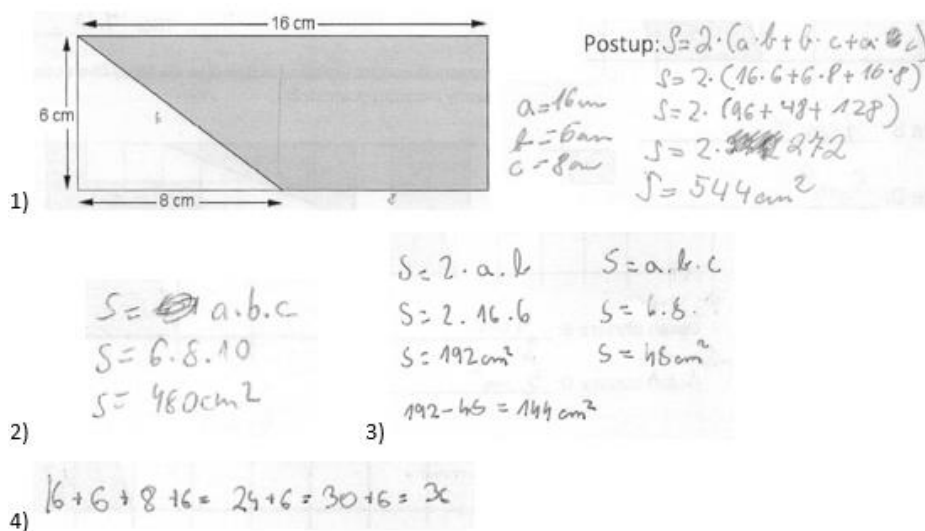 16 cm
6 cm
8 cm
1)
Postup: S = 2 · (a · b + b · c + a · c)
a = 16 cm
b = 6 cm
c = 8 cm
S = 2 · (16 · 6 + 6 · 8 + 16 · 8)
S = 2 · (96 + 48 + 128)
S = 2 · 272
S = 544 cm²
S = a . b . c
S = 6 . 8 . 10
S = 480 cm²
2)
S = 2 . a . b
S = 2 . 16 . 6
S = 192 cm²
S = a . b . c
S = 6 . 8 .
S = 48 cm²
192 - 48 = 144 cm²
3)
16 + 6 + 8 + 6 = 24 + 6 = 30 + 6 = 36
4)